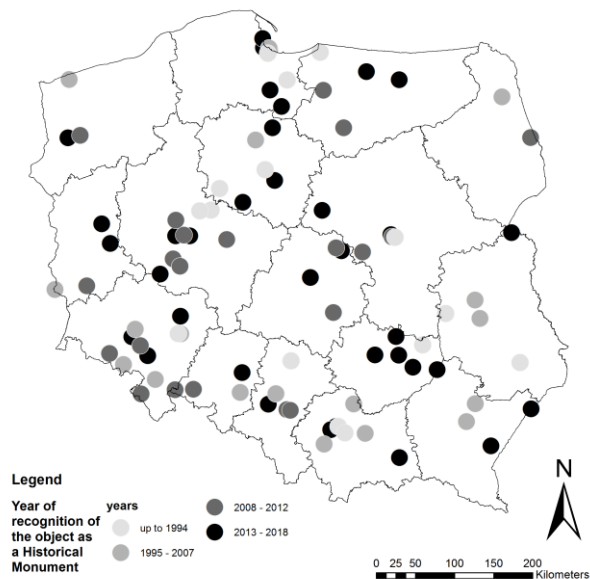 Legend
Year of
recognition of
the object as
a Historical
Monument
years
up to 1994
1995 - 2007
2008 - 2012
2013 - 2018
N
0 25 50 100 150 200
Kilometers